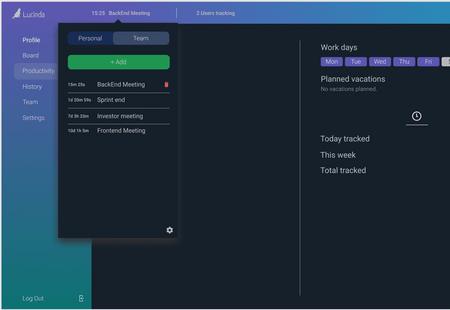 Lucinda
15:25 BackEnd Meeting
2 Users tracking
Profile
Board
Productivity
History
Team
Settings
Log Out
Personal
Team
+ Add
15m 25s BackEnd Meeting
1d 20m 59s Sprint end
7d 3h 23m Investor meeting
10d 1h 5m Frontend Meeting
Work days
Mon Tue Wed Thu Fri
Planned vacations
No vacations planned.
Today tracked
This week
Total tracked